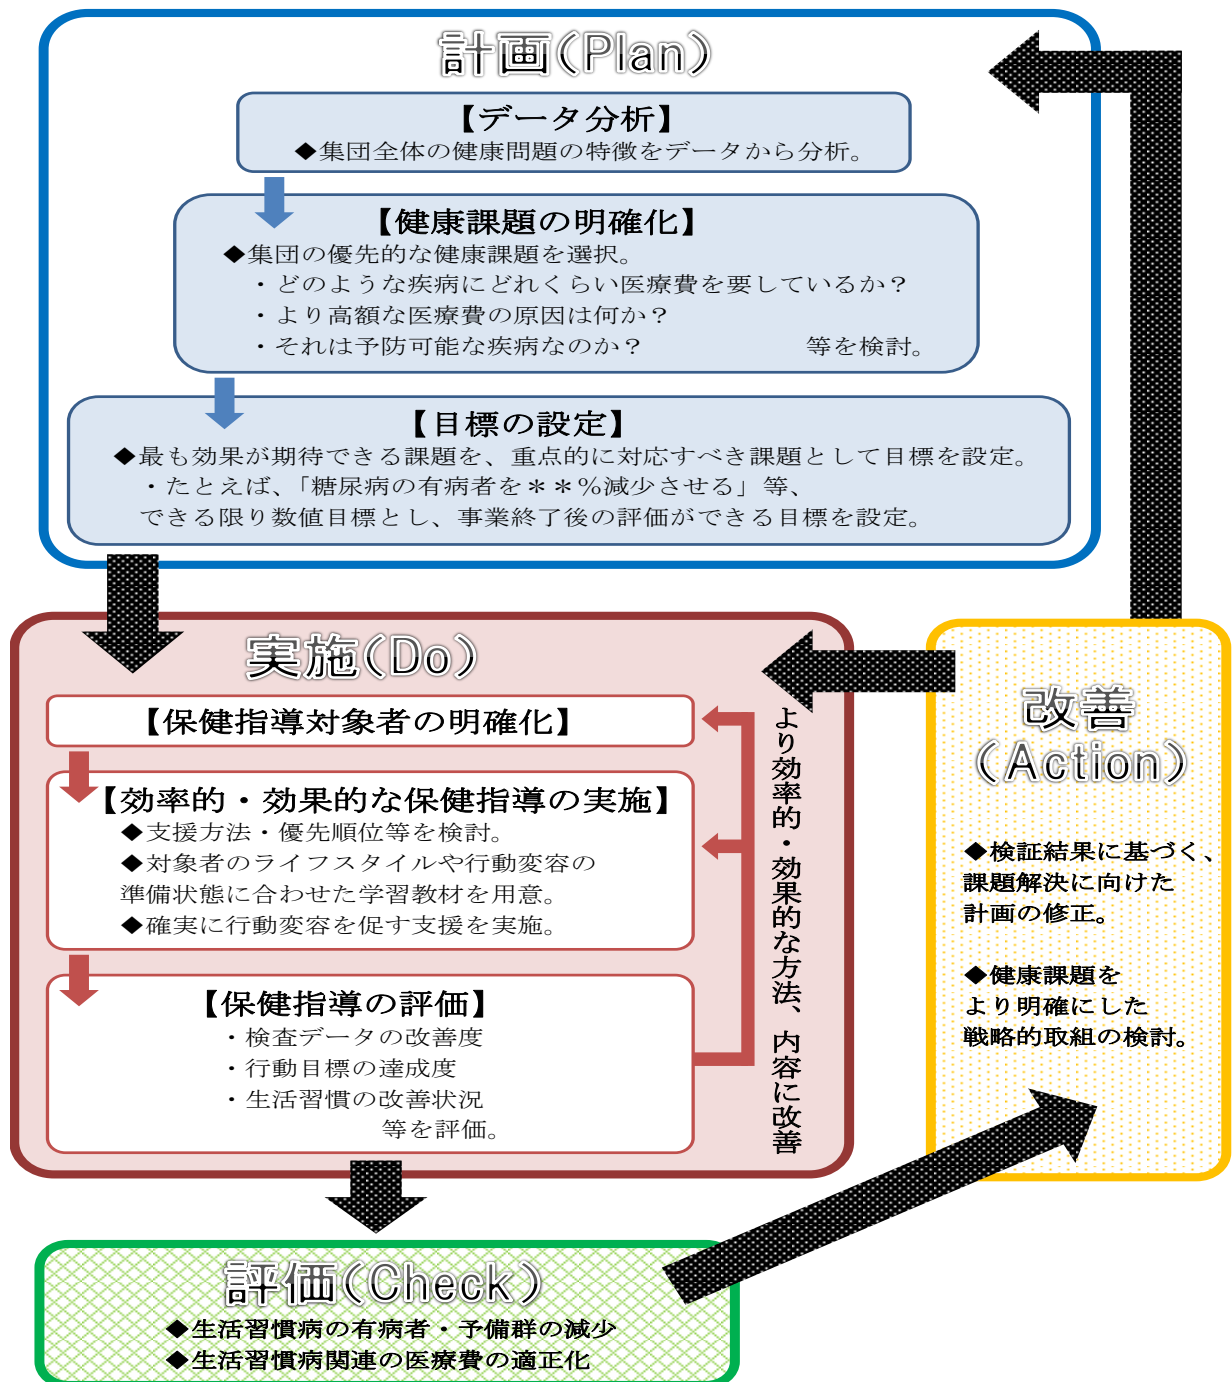 計画(Plan)
【データ分析】
◆集団全体の健康問題の特徴をデータから分析。
【健康課題の明確化】
◆集団の優先的な健康課題を選択。
・どのような疾病にどれくらい医療費を要しているか？
・より高額な医療費の原因は何か？
・それは予防可能な疾病なのか？　　　　　　等を検討。
【目標の設定】
◆最も効果が期待できる課題を、重点的に対応すべき課題として目標を設定。
・たとえば、「糖尿病の有病者を＊＊％減少させる」等、
できる限り数値目標とし、事業終了後の評価ができる目標を設定。
実施(Do)
【保健指導対象者の明確化】
【効率的・効果的な保健指導の実施】
◆支援方法・優先順位等を検討。
◆対象者のライフスタイルや行動変容の
準備状態に合わせた学習教材を用意。
◆確実に行動変容を促す支援を実施。
【保健指導の評価】
・検査データの改善度
・行動目標の達成度
・生活習慣の改善状況
等を評価。
より効率的・効果的な方法、内容に改善
改善
(Action)
◆検証結果に基づく、
課題解決に向けた
計画の修正。
◆健康課題を
より明確にした
戦略的取組の検討。
評価(Check)
◆生活習慣病の有病者・予備群の減少
◆生活習慣病関連の医療費の適正化